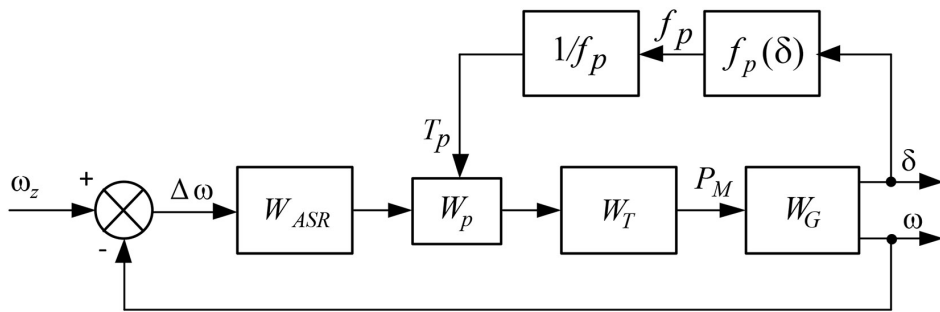 1/f_p
f_p
f_p(δ)
T_p
ω_z
+
-
Δω
W_ASR
W_p
W_T
P_M
W_G
δ
ω